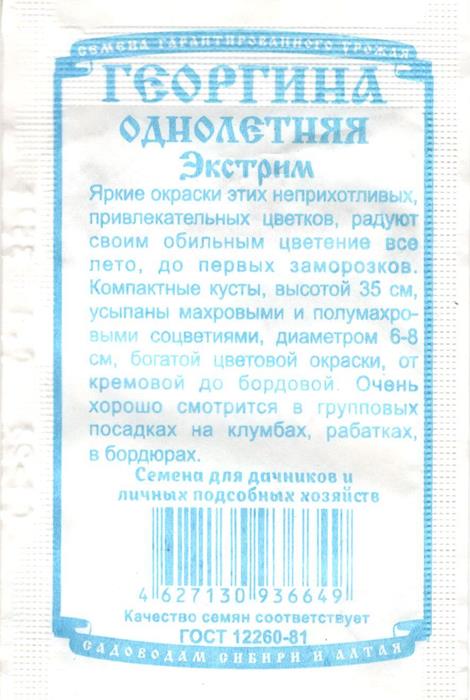 СЕМЕНА ГАРАНТИРОВАННОГО УРОЖАЯ
ГЕОРГИНА
ОДНОЛЕТНЯЯ
Экстрим
Яркие окраски этих неприхотливых,
привлекательных цветков, радуют
своим обильным цветение все
лето, до первых заморозков.
Компактные кусты, высотой 35 см,
усыпаны махровыми и полумахро-
выми соцветиями, диаметром 6-8
см, богатой цветовой окраски, от
кремовой до бордовой. Очень
хорошо смотрится в групповых
посадках на клумбах, рабатках,
в бордюрах.
Семена для дачников и
личных подсобных хозяйств
4 627130 936649
Качество семян соответствует
ГОСТ 12260-81
САДОВОДАМ СИБИРИ И АЛТАЯ